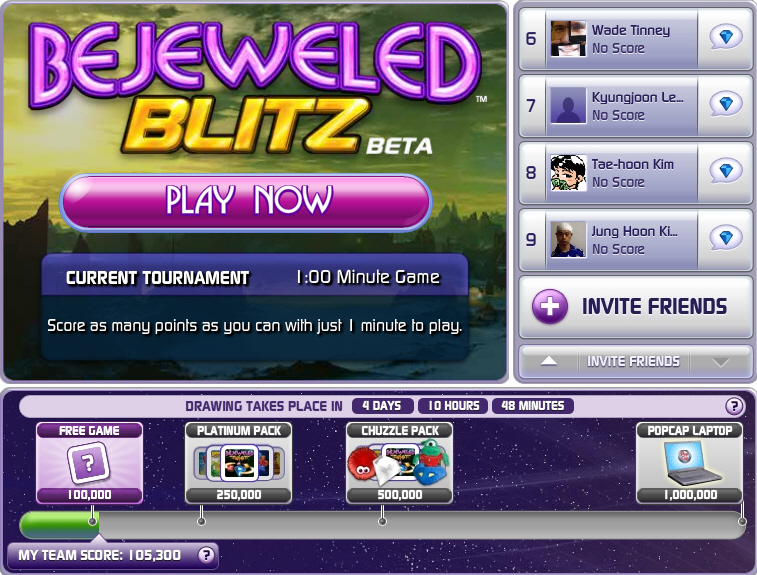 BEJEWELED
™
BLITZ BETA
PLAY NOW
CURRENT TOURNAMENT 1:00 Minute Game
Score as many points as you can with just 1 minute to play.
6 Wade Tinney
No Score
7 Kyungjoon Le...
No Score
8 Tae-hoon Kim
No Score
9 Jung Hoon Ki...
No Score
INVITE FRIENDS
INVITE FRIENDS
DRAWING TAKES PLACE IN 4 DAYS 10 HOURS 48 MINUTES ?
FREE GAME PLATINUM PACK CHUZZLE PACK POPCAP LAPTOP
?
BEJEWELED BEJEWELED
100,000 250,000 500,000 1,000,000
MY TEAM SCORE: 105,300 ?